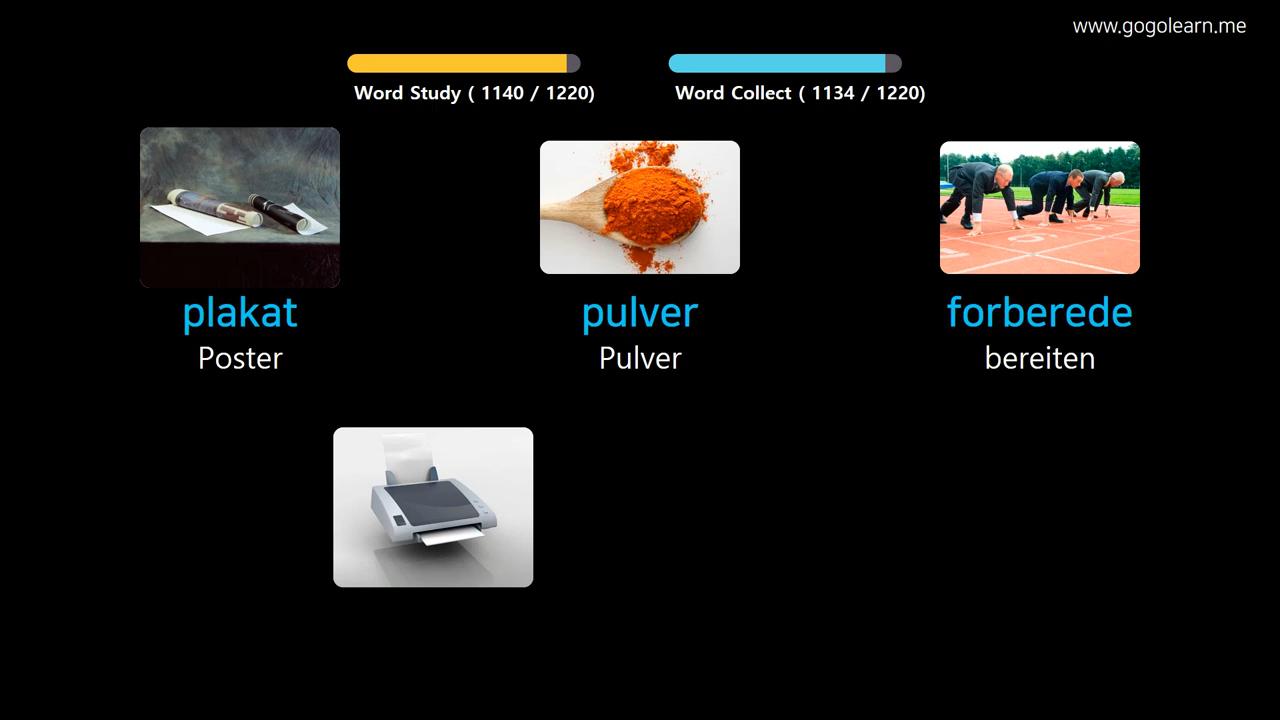 www.gogolearn.me
Word Study ( 1140 / 1220)
Word Collect ( 1134 / 1220)
plakat
Poster
pulver
Pulver
forberede
bereiten